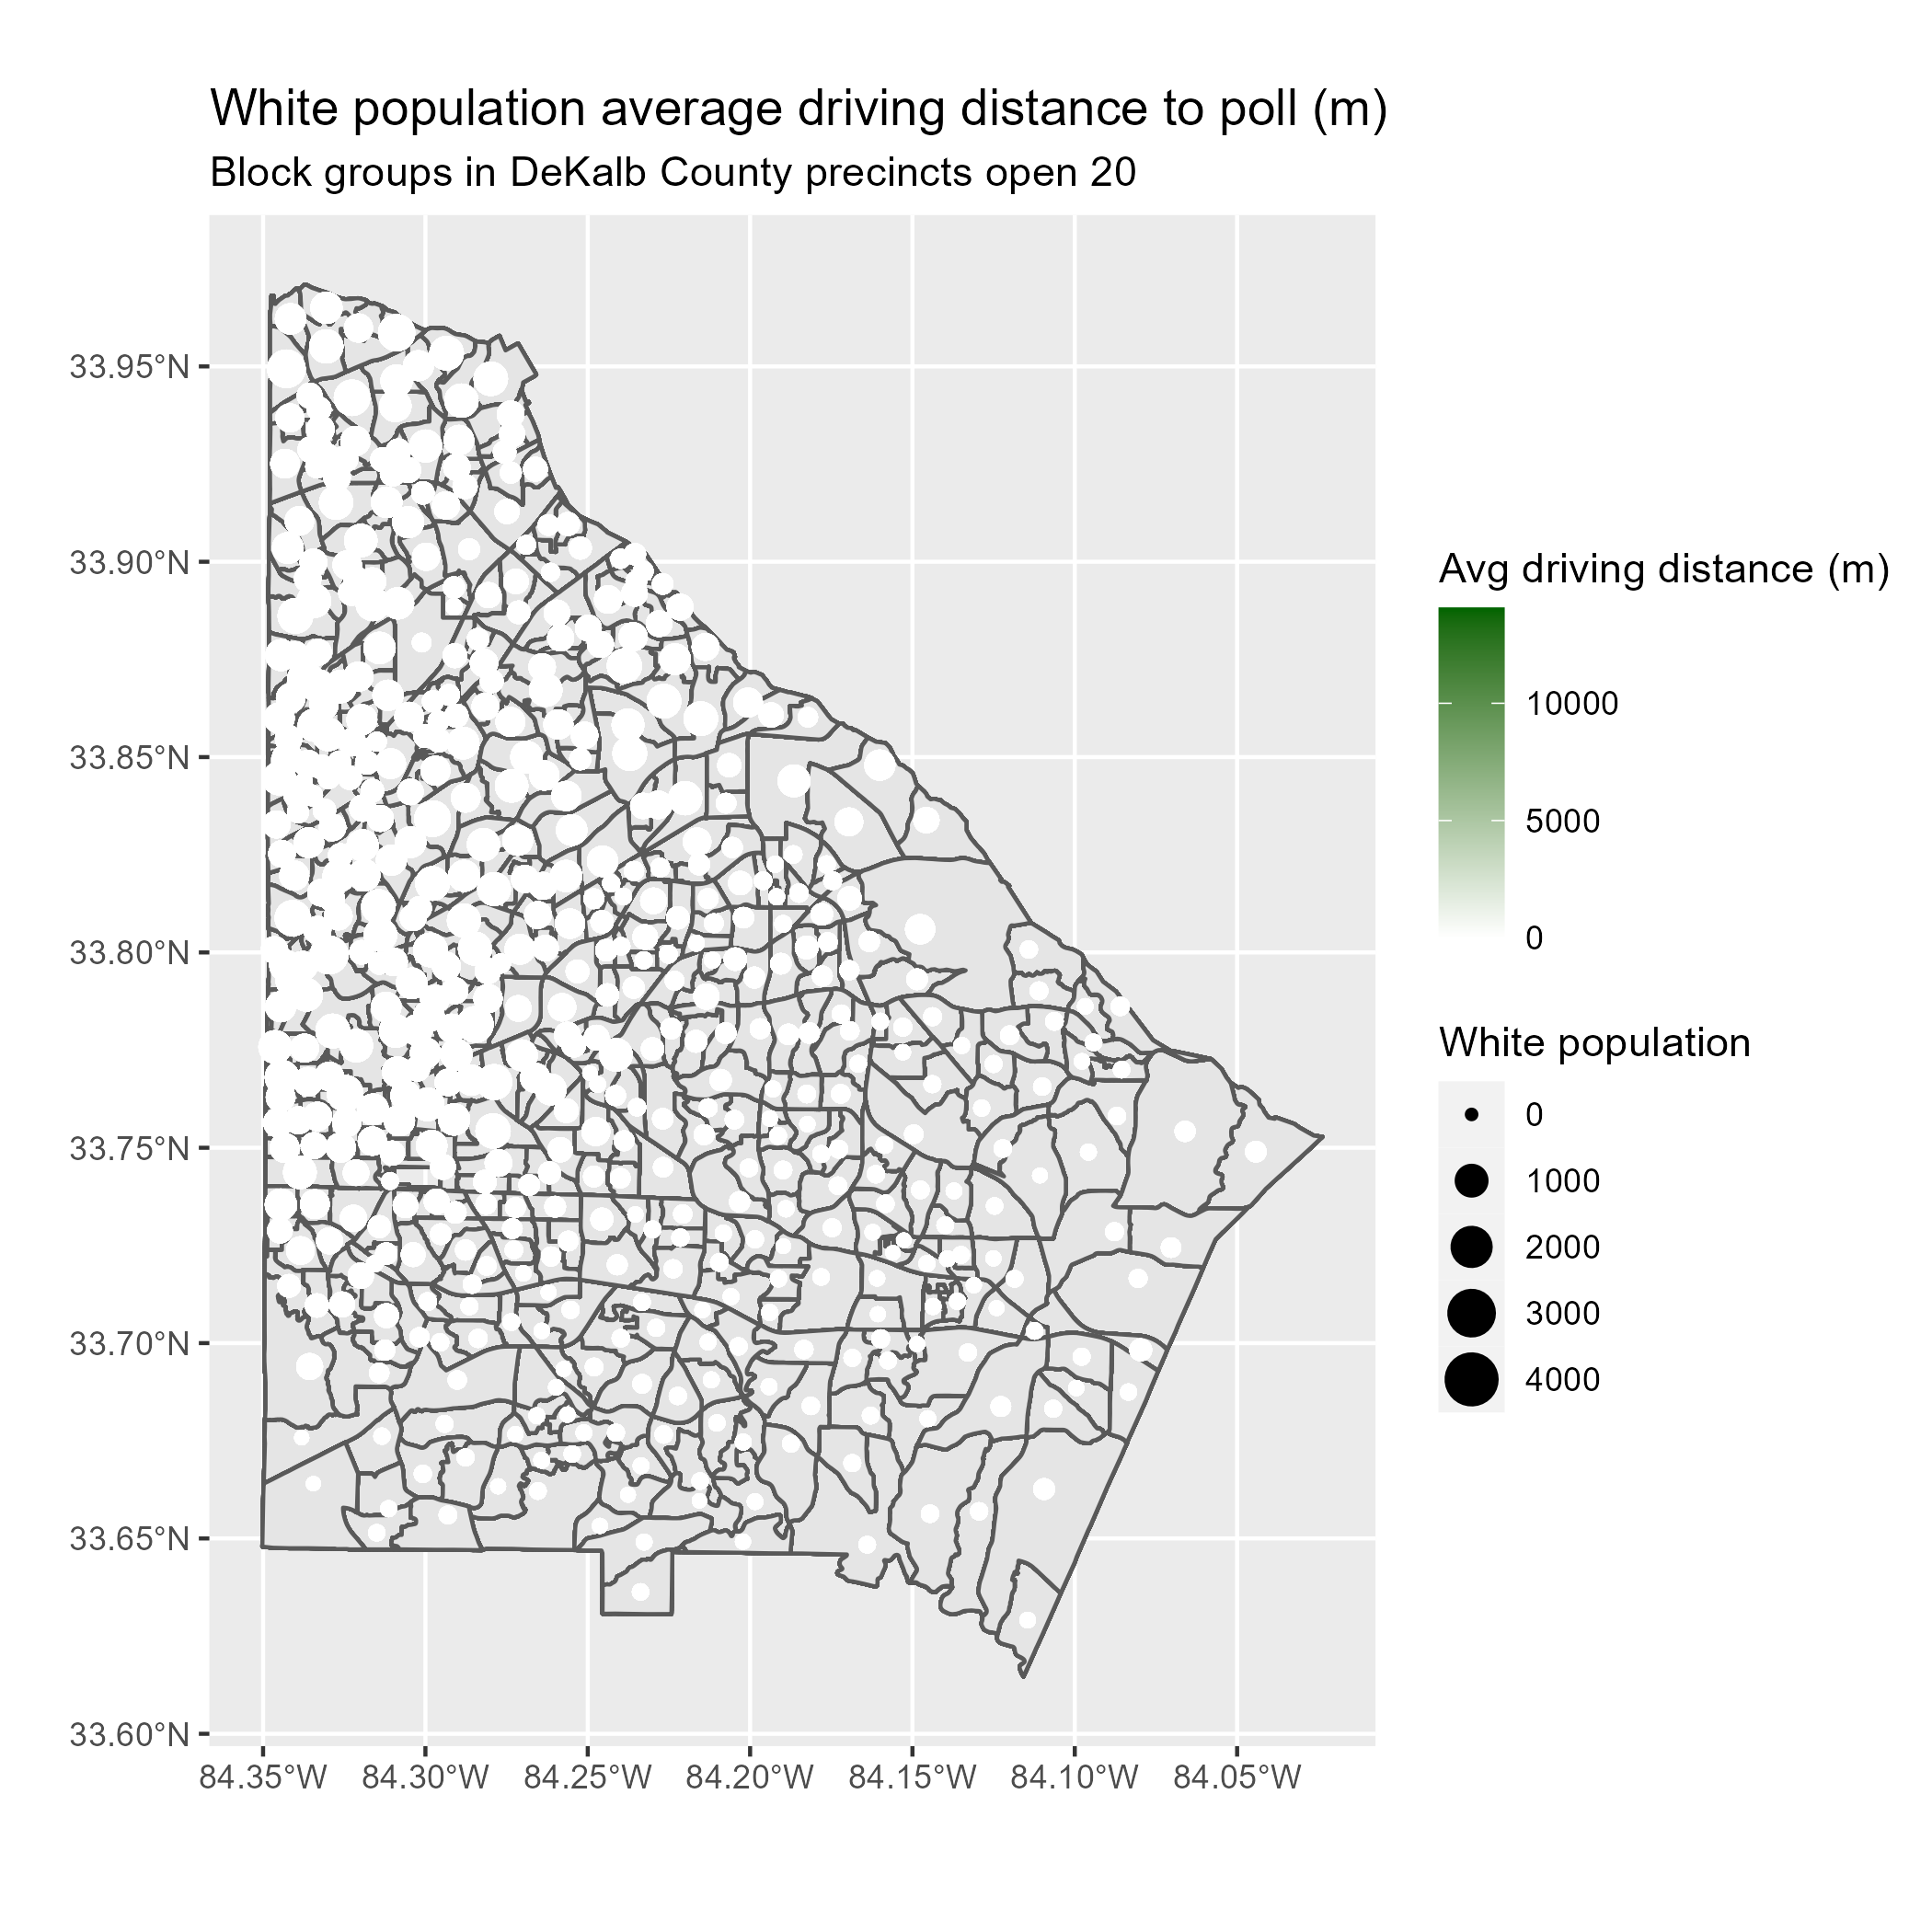 White population average driving distance to poll (m)
Block groups in DeKalb County precincts open 20
33.95°N
33.90°N
33.85°N
33.80°N
33.75°N
33.70°N
33.65°N
33.60°N
84.35°W 84.30°W 84.25°W 84.20°W 84.15°W 84.10°W 84.05°W
Avg driving distance (m)
10000
5000
0
White population
0
1000
2000
3000
4000